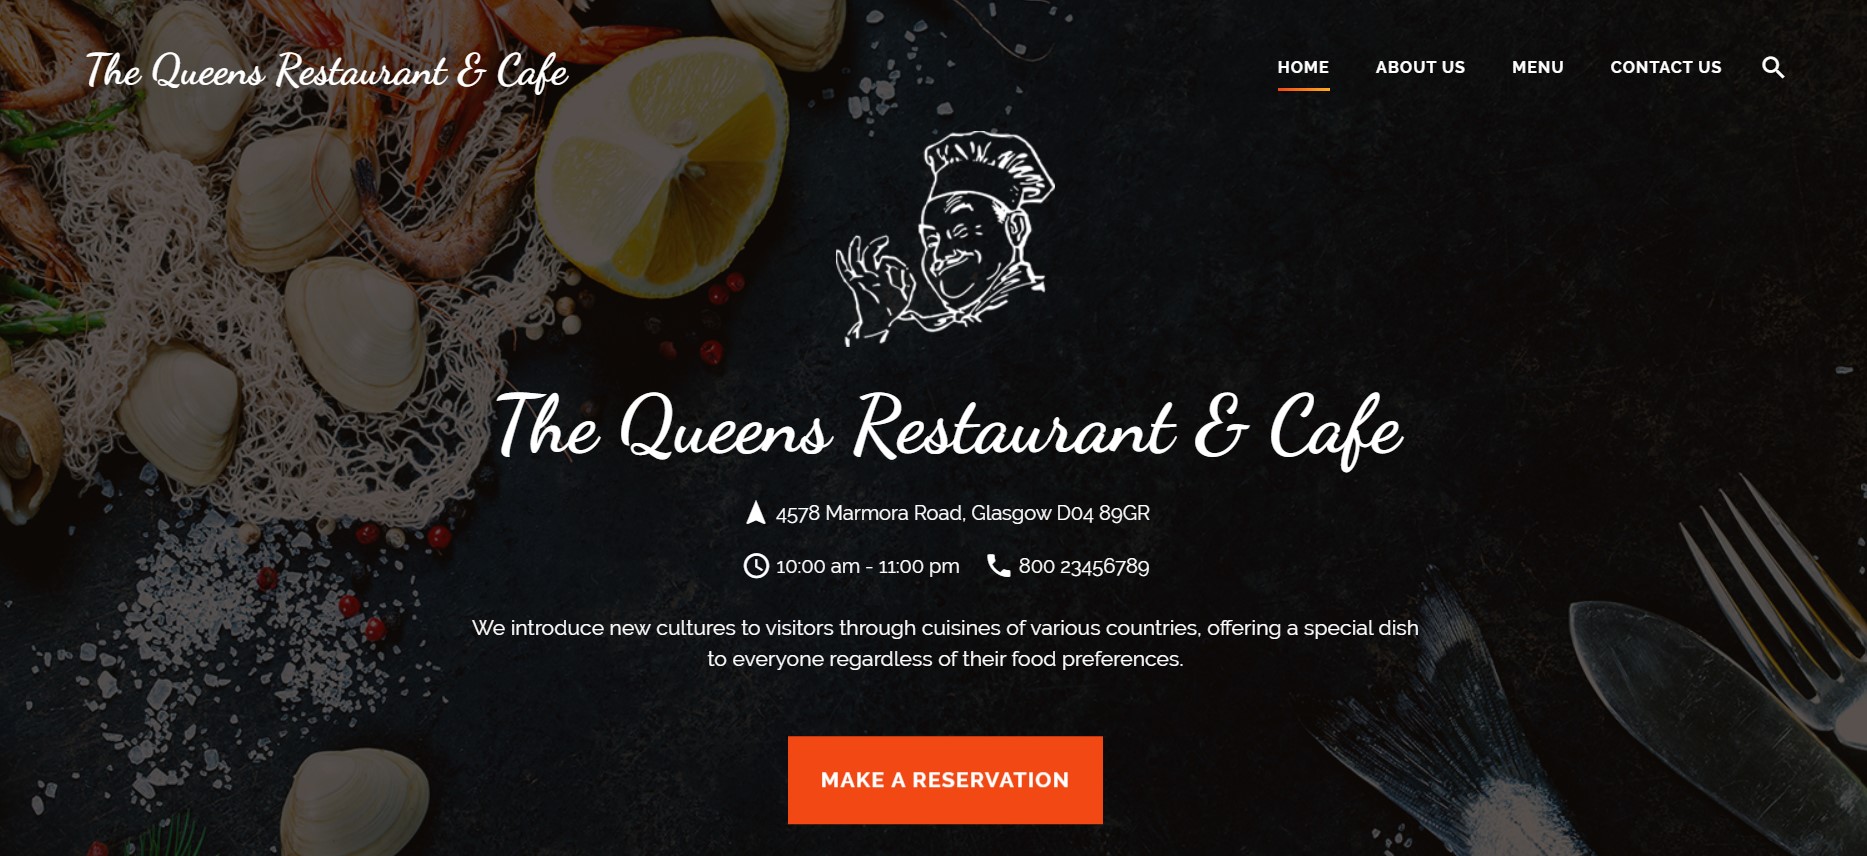 The Queens Restaurant & Cafe
HOME ABOUT US MENU CONTACT US
The Queens Restaurant & Cafe
4578 Marmora Road, Glasgow D04 89GR
10:00 am - 11:00 pm 800 23456789
We introduce new cultures to visitors through cuisines of various countries, offering a special dish
to everyone regardless of their food preferences.
MAKE A RESERVATION